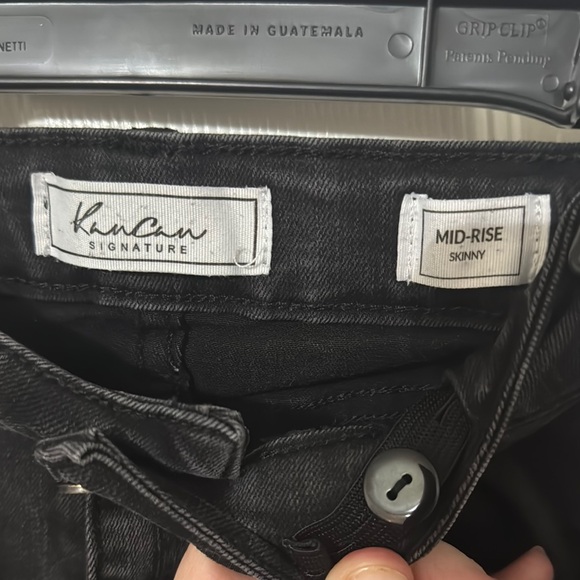 NETTI
MADE IN GUATEMALA
GRIPCLIP
Patents Pending
KanCan
SIGNATURE
MID-RISE
SKINNY